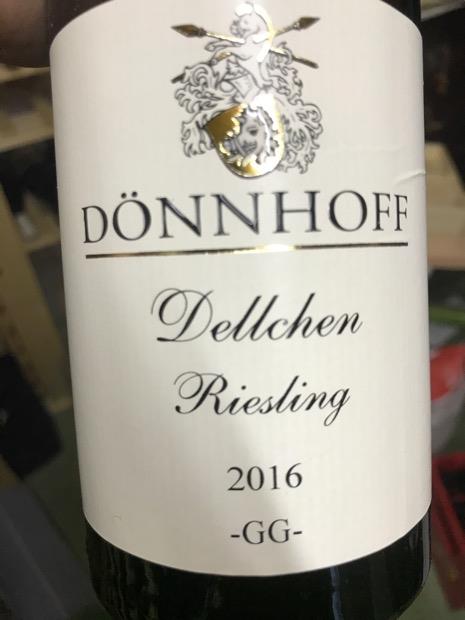 DÖNNHOFF
Dellchen
Riesling
2016
-GG-